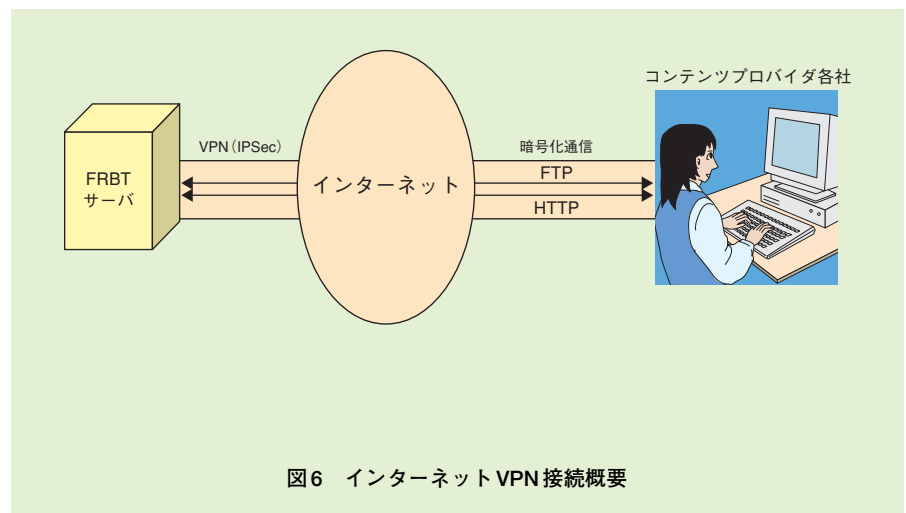 コンテンツプロバイダ各社
VPN（IPSec）
暗号化通信
FRBT
サーバ
インターネット
FTP
HTTP
図6　インターネットVPN接続概要